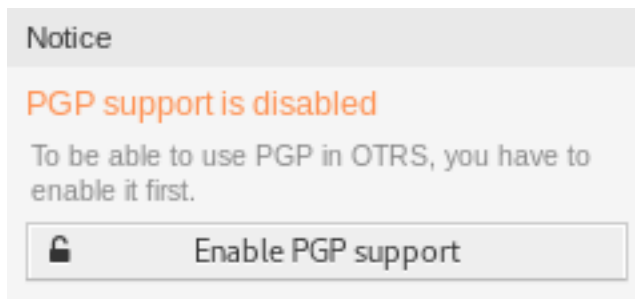 Notice
PGP support is disabled
To be able to use PGP in OTRS, you have to
enable it first.
Enable PGP support